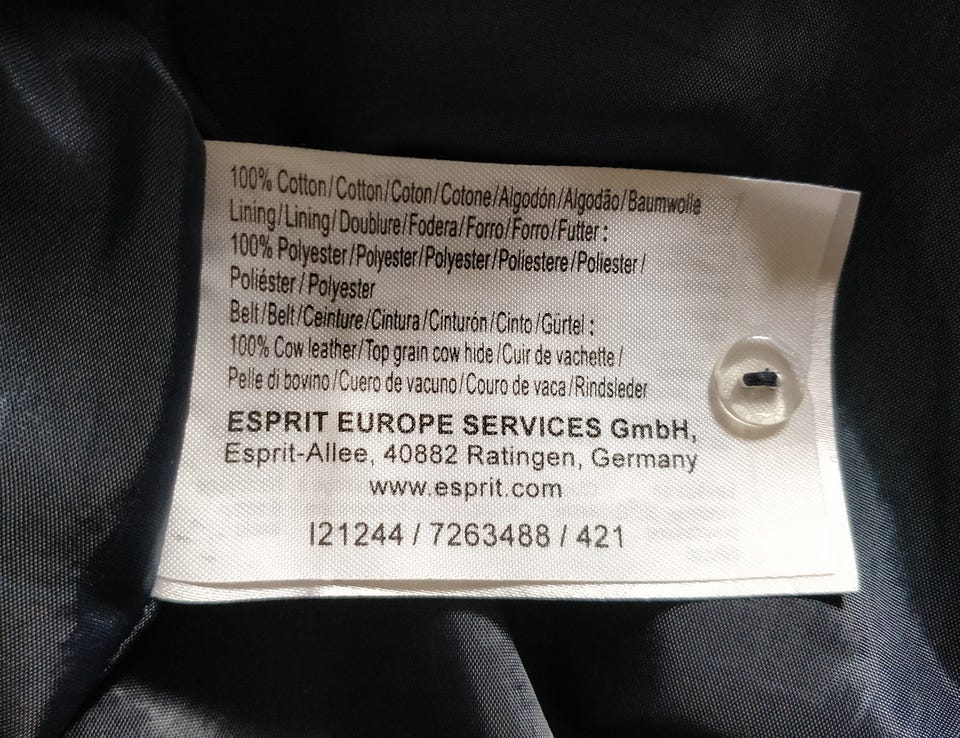 100% Cotton/Cotton/Coton/Cotone/Algodón/Algodão/Baumwolle
Lining/Lining/Doublure/Fodera/Forro/Forro/Futter :
100% Polyester/Polyester/Polyester/Poliestere/Poliester/
Poliéster/Polyester
Belt/Belt/Ceinture/Cintura/Cinturón/Cinto/Gürtel :
100% Cow leather/Top grain cow hide/Cuir de vachette/
Pelle di bovino/Cuero de vacuno/Couro de vaca/Rindsleder
ESPRIT EUROPE SERVICES GmbH,
Esprit-Allee, 40882 Ratingen, Germany
www.esprit.com
I21244 / 7263488 / 421